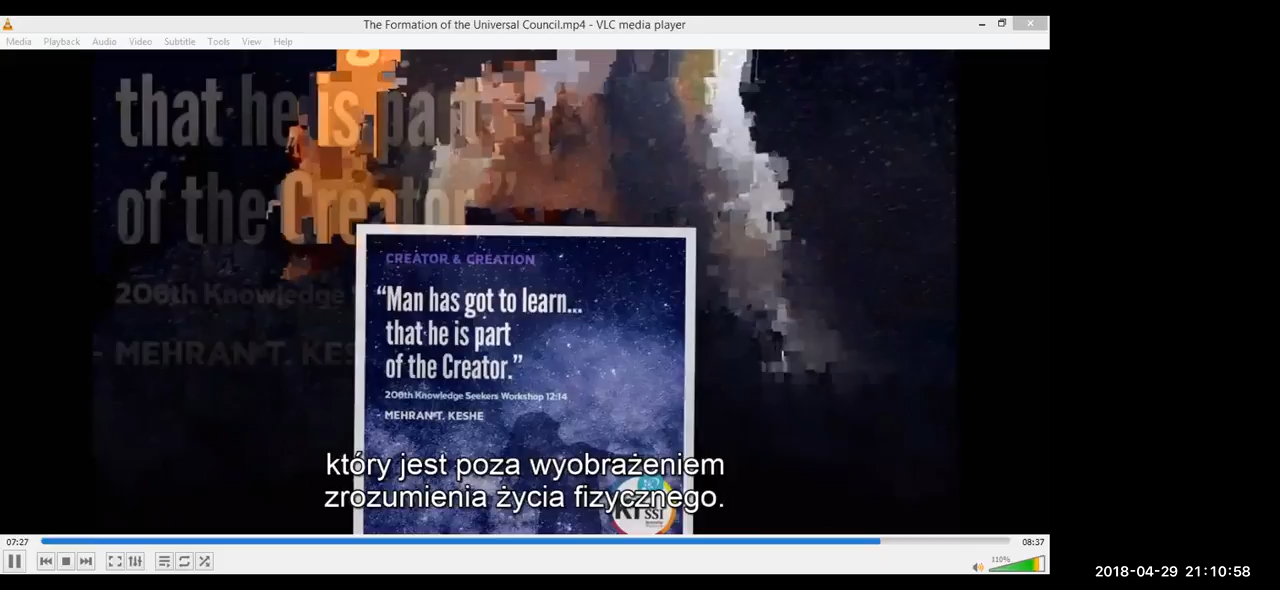 The Formation of the Universal Council.mp4 - VLC media player
Media Playback Audio Video Subtitle Tools View Help
that he is part
of the Creator”
206th Knowledge
- MEHRAN T. KES
CREATOR & CREATION
“Man has got to learn...
that he is part
of the Creator.”
206th Knowledge Seekers Workshop 12:14
- MEHRAN T. KESHE
KF
SSI
który jest poza wyobrażeniem
zrozumienia życia fizycznego.
07:27
08:37
110%
2018-04-29 21:10:58